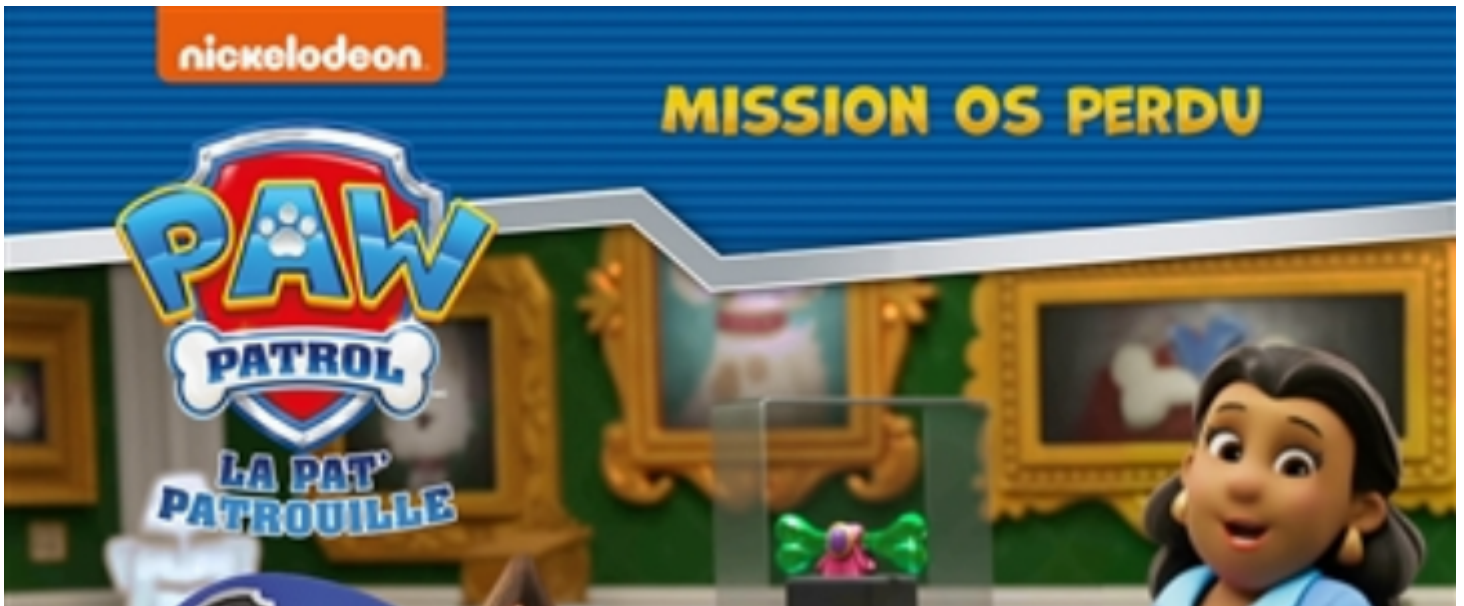 nickelodeon
MISSION OS PERDU
PAW
PATROL
LA PAT'
PATROUILLE